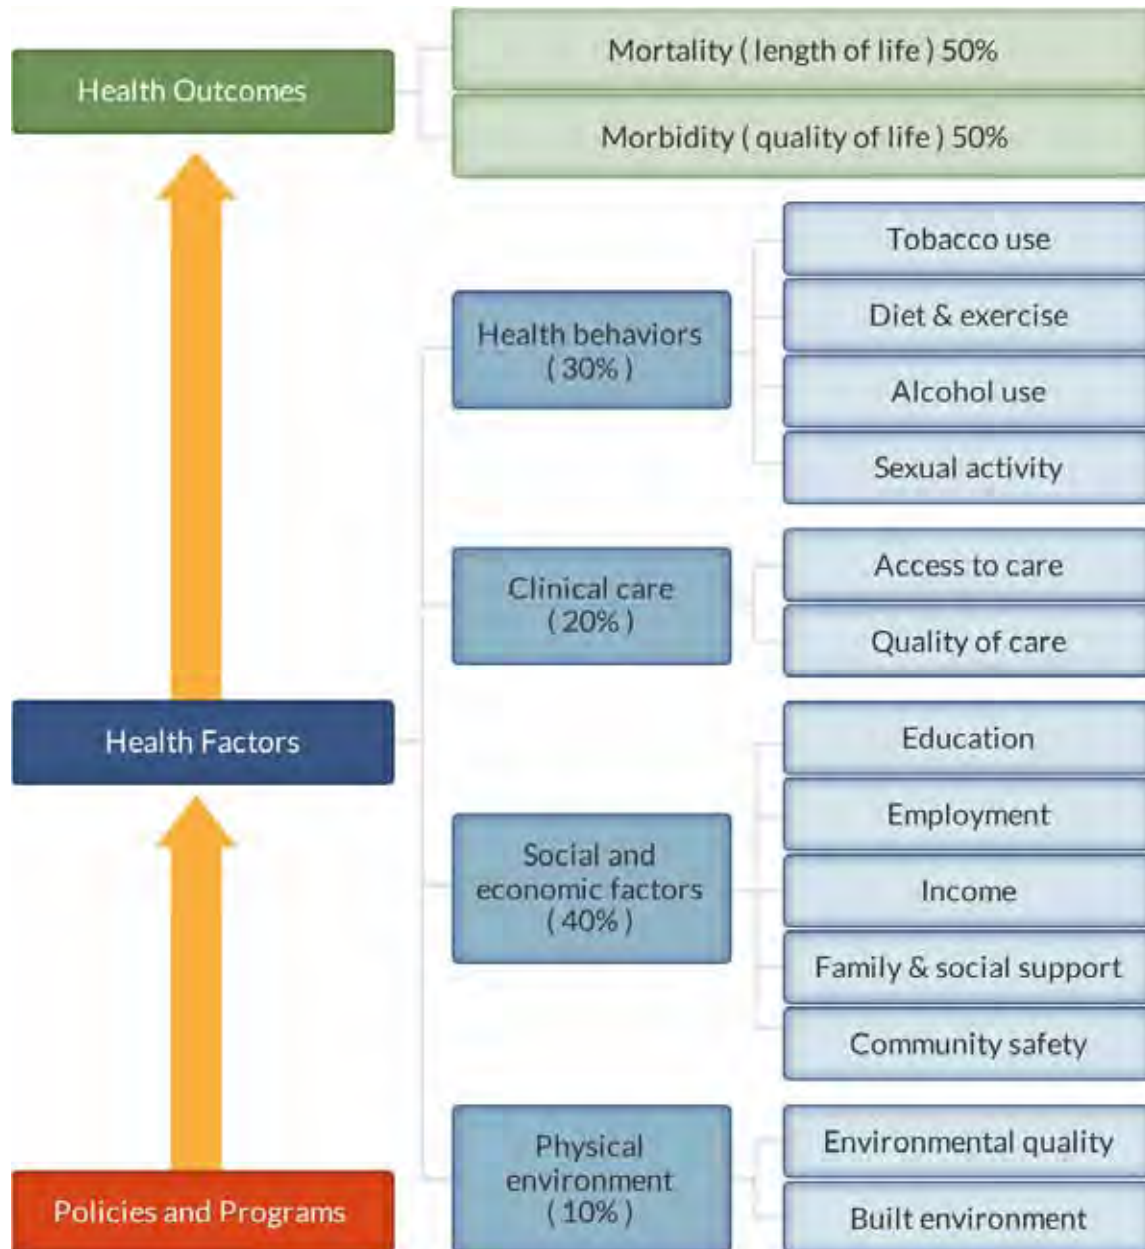 Health Outcomes
Mortality ( length of life ) 50%
Morbidity ( quality of life ) 50%
Health behaviors
( 30% )
Tobacco use
Diet & exercise
Alcohol use
Sexual activity
Clinical care
( 20% )
Access to care
Quality of care
Health Factors
Social and
economic factors
( 40% )
Education
Employment
Income
Family & social support
Community safety
Physical
environment
( 10% )
Environmental quality
Built environment
Policies and Programs